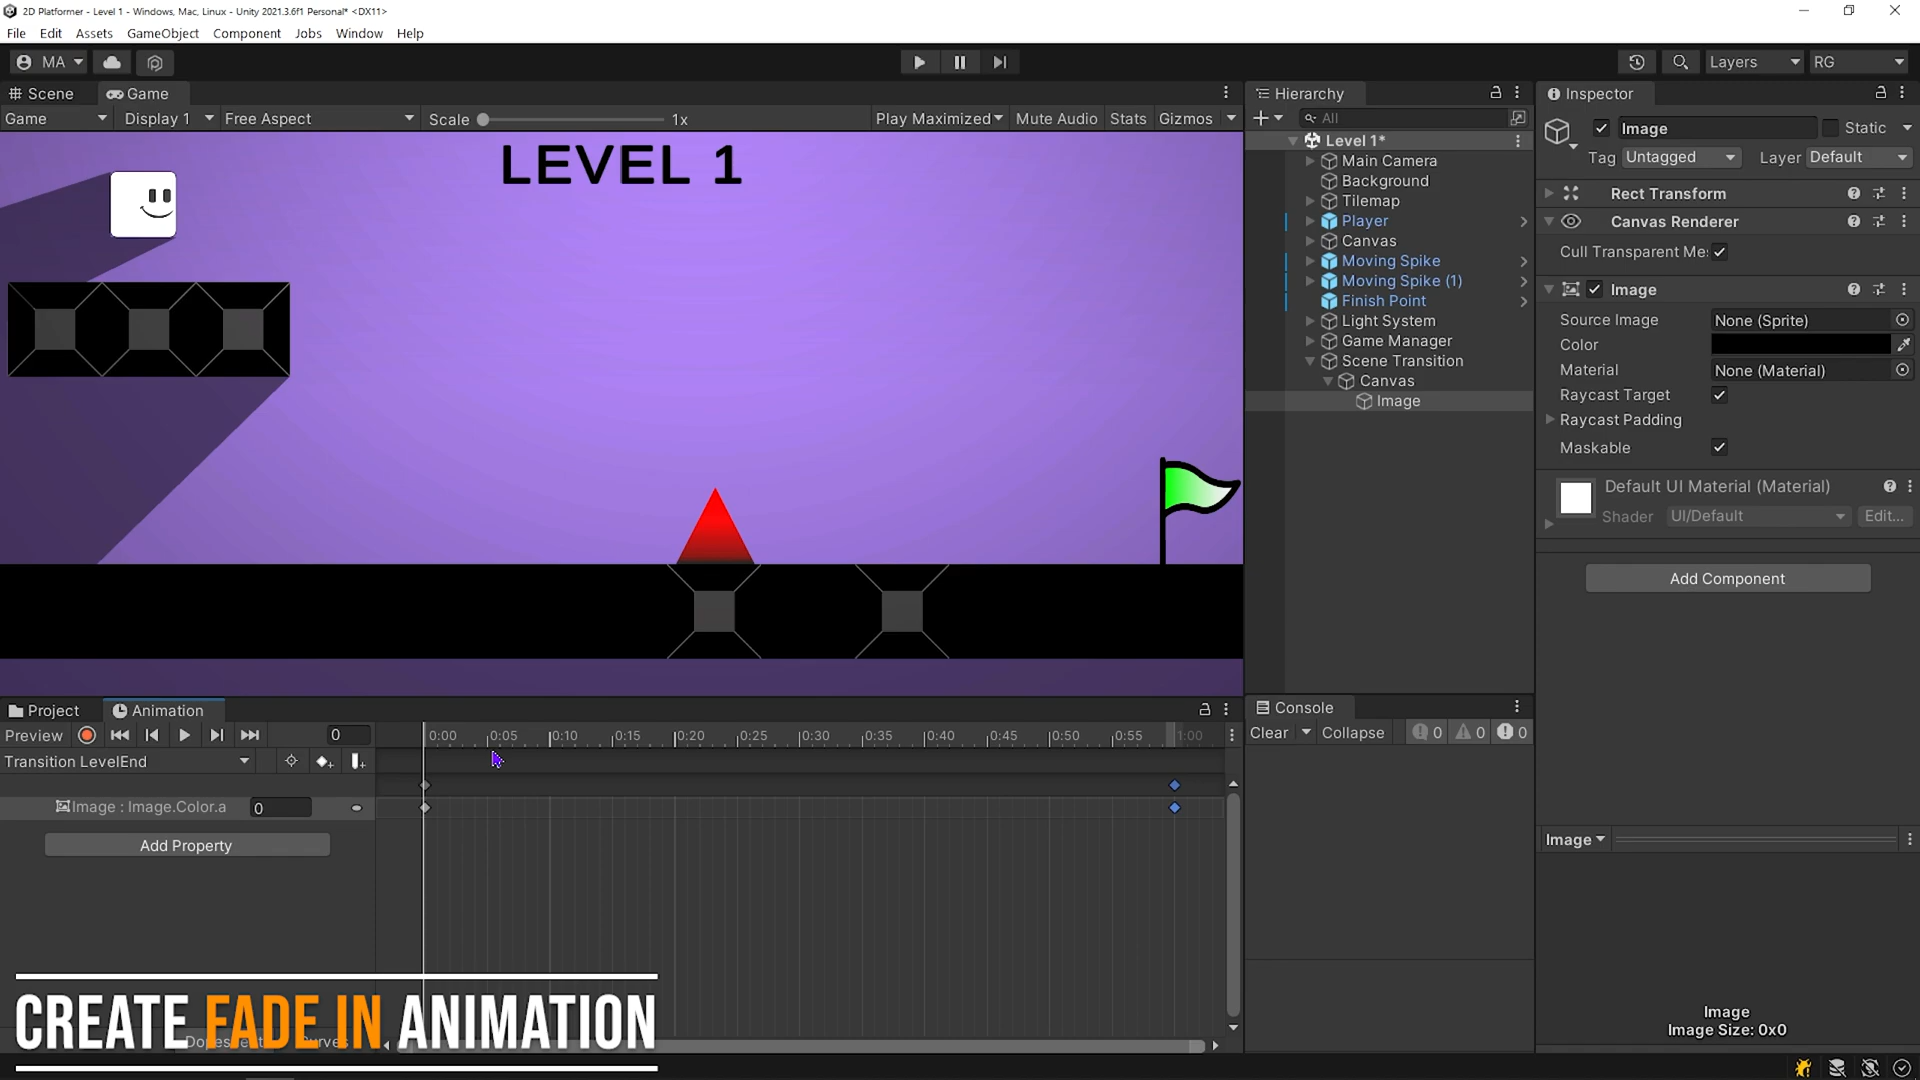 2D Platformer - Level 1 - Windows, Mac, Linux - Unity 2021.3.6f1 Personal* <DX11>
File Edit Assets GameObject Component Jobs Window Help
MA Layers RG
Scene Game
Game Display 1 Free Aspect Scale 1x Play Maximized Mute Audio Stats Gizmos
LEVEL 1
Hierarchy
All
Level 1*
Main Camera
Background
Tilemap
Player
Canvas
Moving Spike
Moving Spike (1)
Finish Point
Light System
Game Manager
Scene Transition
Canvas
Image
Inspector
Image Static
Tag Untagged Layer Default
Rect Transform
Canvas Renderer
Cull Transparent Me:
Image
Source Image None (Sprite)
Color
Material None (Material)
Raycast Target
Raycast Padding
Maskable
Default UI Material (Material)
Shader UI/Default Edit...
Add Component
Project Animation
Preview 0 0:00 0:05 0:10 0:15 0:20 0:25 0:30 0:35 0:40 0:45 0:50 0:55 1:00
Transition LevelEnd
Image : Image.Color.a 0
Add Property
Console
Clear Collapse 0 0 0
Image
Image
Image Size: 0x0
CREATE FADE IN ANIMATION